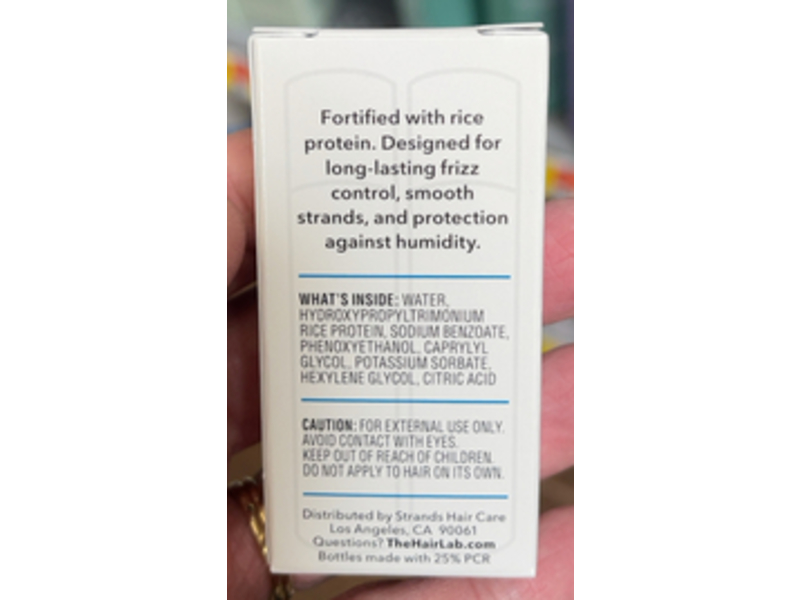 Fortified with rice
protein. Designed for
long-lasting frizz
control, smooth
strands, and protection
against humidity.
WHAT'S INSIDE: WATER,
HYDROXYPROPYLTRIMONIUM
RICE PROTEIN, SODIUM BENZOATE,
PHENOXYETHANOL, CAPRYLYL
GLYCOL, POTASSIUM SORBATE,
HEXYLENE GLYCOL, CITRIC ACID
CAUTION: FOR EXTERNAL USE ONLY.
AVOID CONTACT WITH EYES.
KEEP OUT OF REACH OF CHILDREN.
DO NOT APPLY TO HAIR ON ITS OWN.
Distributed by Strands Hair Care
Los Angeles, CA 90061
Questions? TheHairLab.com
Bottles made with 25% PCR